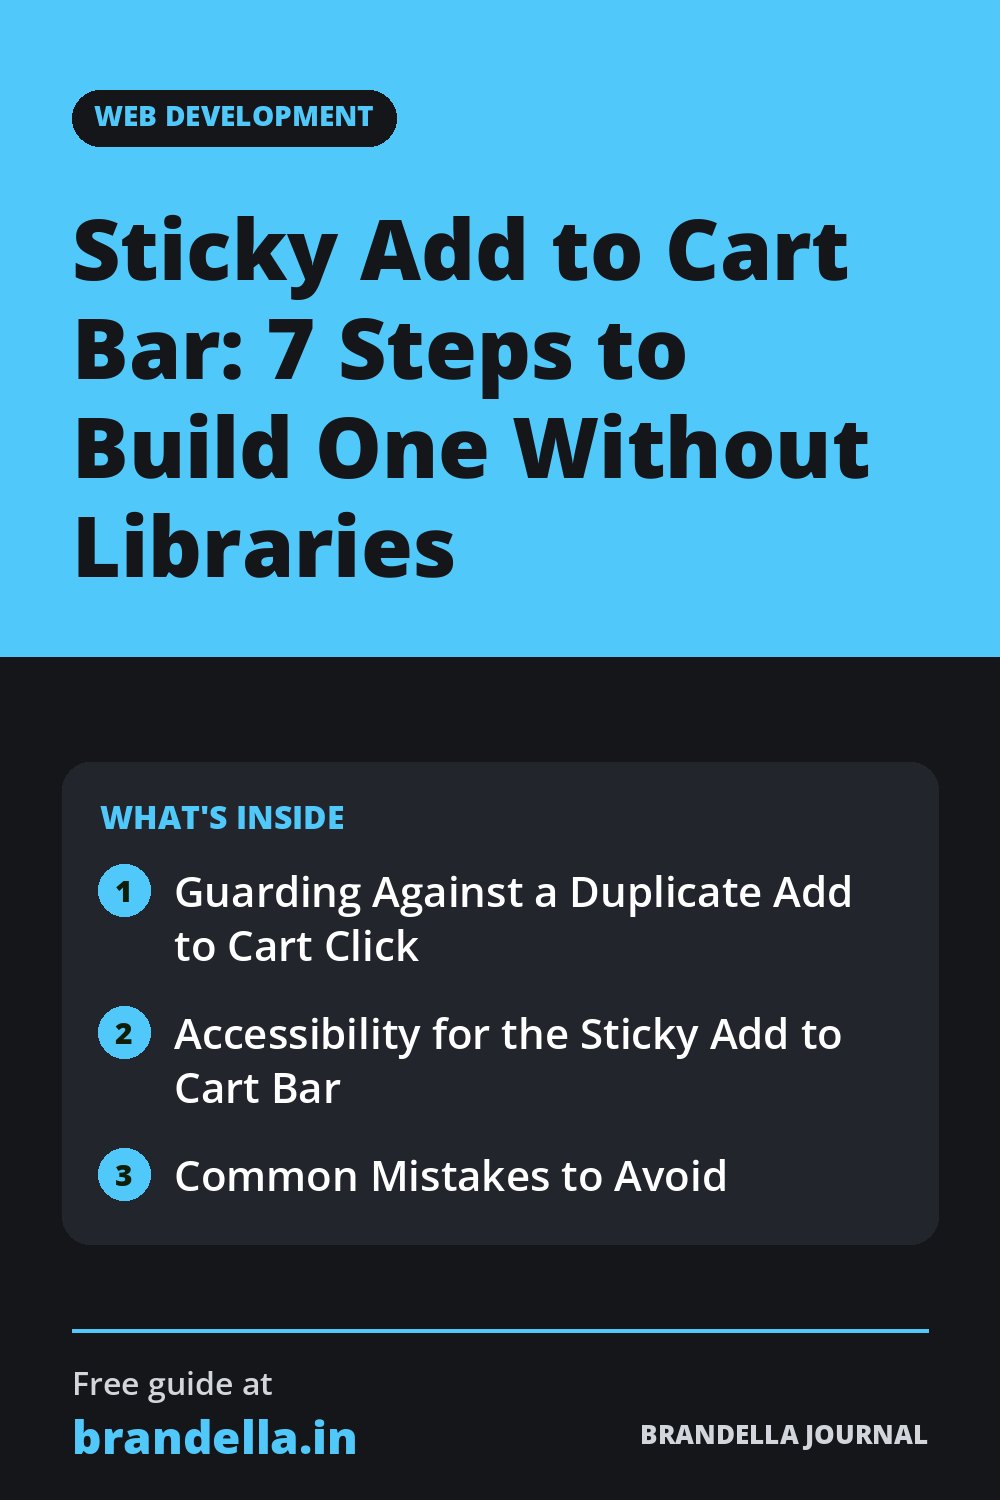 WEB DEVELOPMENT
Sticky Add to Cart
Bar: 7 Steps to
Build One Without
Libraries
WHAT'S INSIDE
1 Guarding Against a Duplicate Add
to Cart Click
2 Accessibility for the Sticky Add to
Cart Bar
3 Common Mistakes to Avoid
Free guide at
brandella.in
BRANDELLA JOURNAL